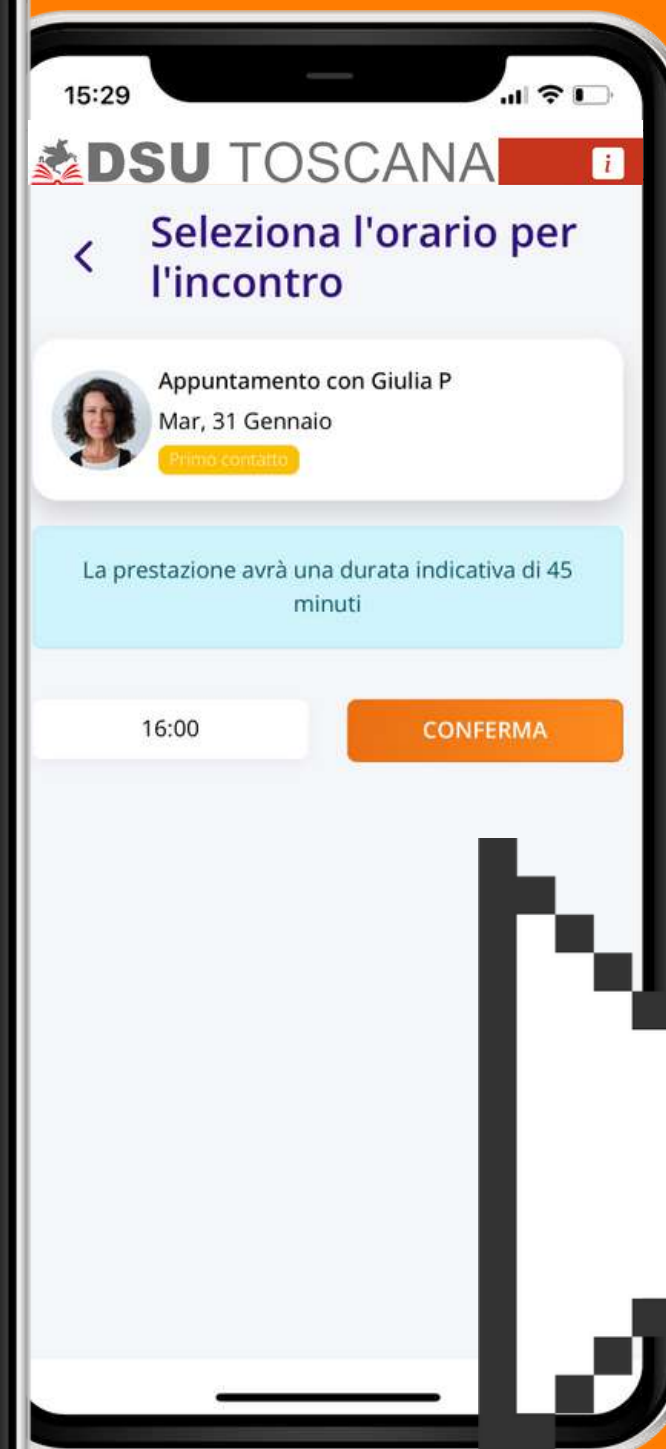 15:29
DSU TOSCANA i
Seleziona l'orario per
l'incontro
Appuntamento con Giulia P
Mar, 31 Gennaio
Primo contatto
La prestazione avrà una durata indicativa di 45
minuti
16:00 CONFERMA